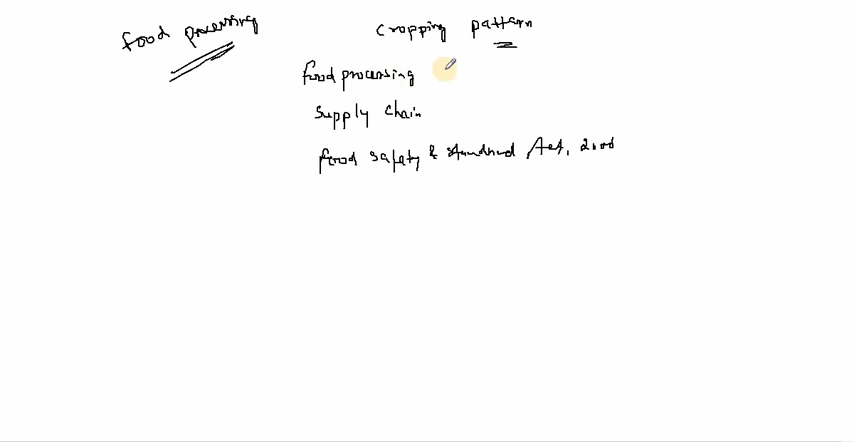 food processing
cropping pattern
food processing
supply chain
food safety & standard Act, 2006